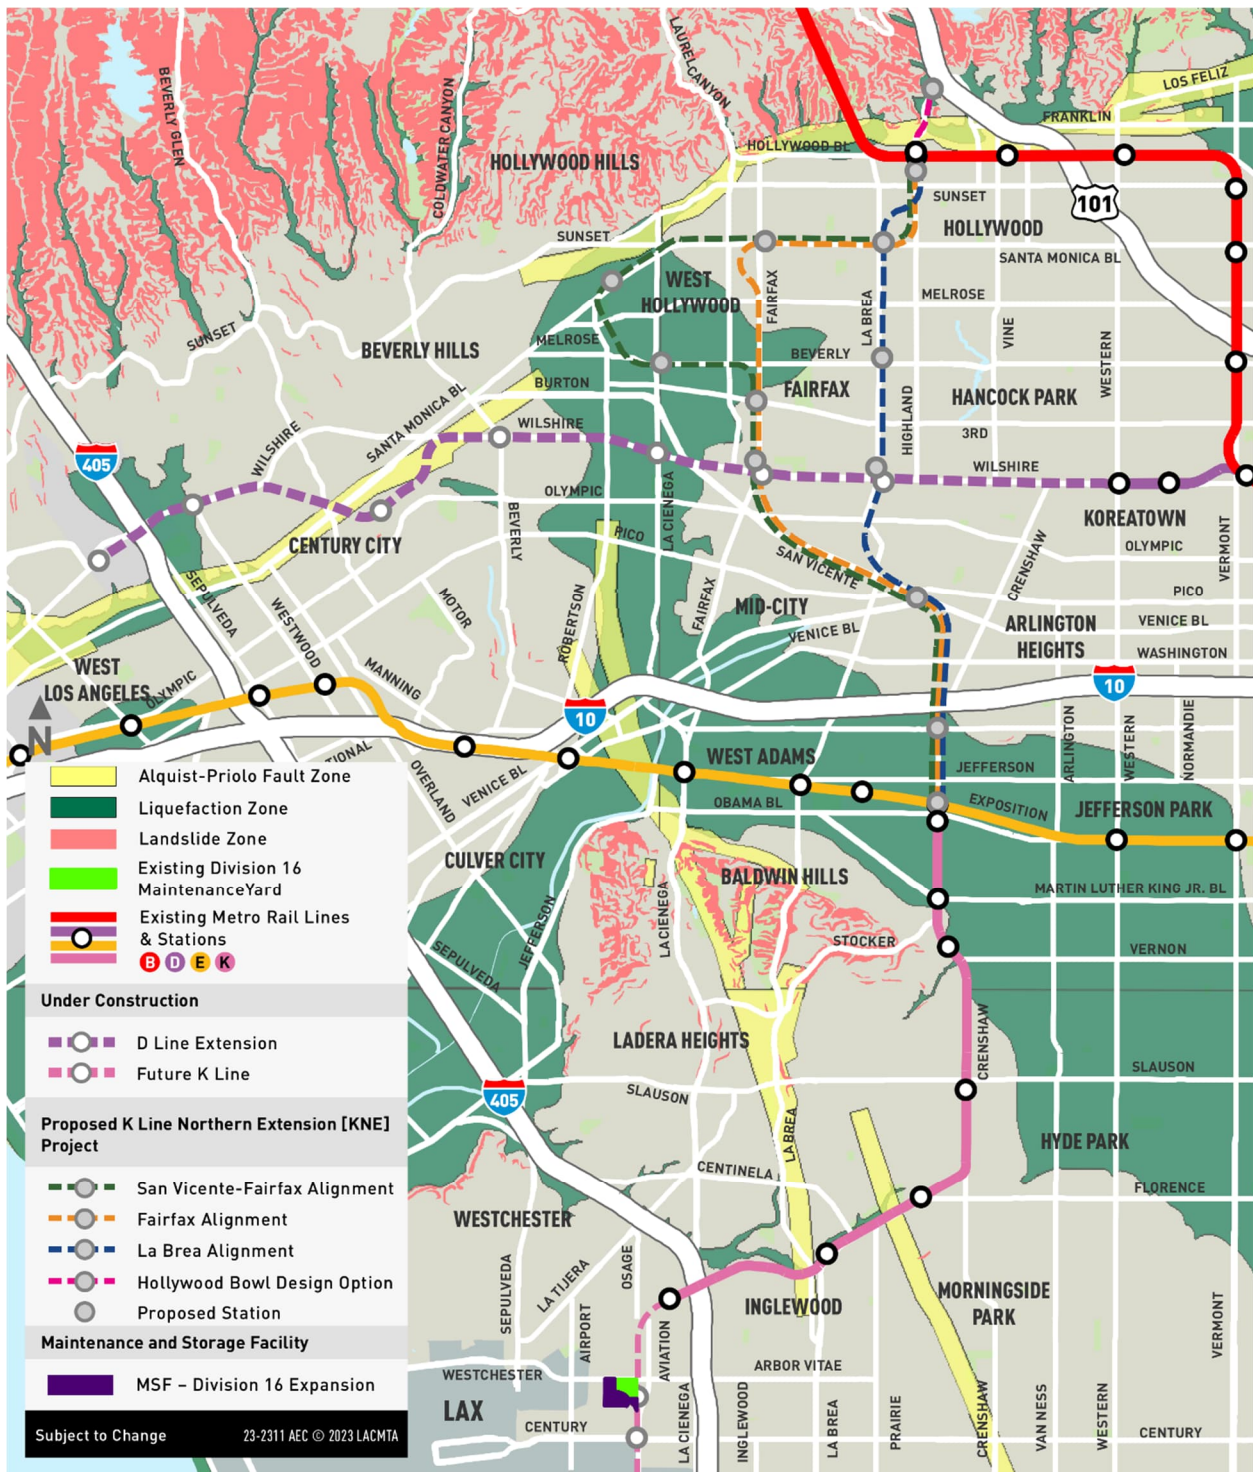 LOS FELIZ
FRANKLIN
BEVERLY GLEN
COLDWATER CANYON
LAUREL CANYON
HOLLYWOOD BL
HOLLYWOOD HILLS
SUNSET
101
HOLLYWOOD
SUNSET
SANTA MONICA BL
WEST
HOLLYWOOD
FAIRFAX
LA BREA
MELROSE
VINE
WESTERN
SUNSET
BEVERLY HILLS
MELROSE
BEVERLY
BURTON
FAIRFAX
HIGHLAND
HANCOCK PARK
SANTA MONICA BL
WILSHIRE
3RD
405
WILSHIRE
WILSHIRE
OLYMPIC
LA CIENEGA
KOREATOWN
CENTURY CITY
BEVERLY
PICO
OLYMPIC
VERMONT
SAN VICENTE
CRENSHAW
SEPULVEDA
WESTWOOD
MOTOR
ROBERTSON
FAIRFAX
MID-CITY
PICO
VENICE BL
ARLINGTON
HEIGHTS
VENICE BL
WASHINGTON
WEST
LOS ANGELES
OLYMPIC
MANNING
10
10
N
TIONAL
OVERLAND
VENICE BL
WEST ADAMS
JEFFERSON
ARLINGTON
WESTERN
NORMANDIE
OBAMA BL
EXPOSITION
JEFFERSON PARK
CULVER CITY
BALDWIN HILLS
MARTIN LUTHER KING JR. BL
JEFFERSON
LA CIENEGA
STOCKER
VERNON
SEPULVEDA
LADERA HEIGHTS
CRENSHAW
405
SLAUSON
SLAUSON
LA BREA
HYDE PARK
CENTINELA
FLORENCE
WESTCHESTER
SEPULVEDA
LA TIJERA
OSAGE
INGLEWOOD
MORNINGSIDE
PARK
AIRPORT
AVIATION
VERMONT
WESTCHESTER
ARBOR VITAE
LAX
CENTURY
LA CIENEGA
INGLEWOOD
LA BREA
PRAIRIE
CRENSHAW
VAN NESS
WESTERN
CENTURY
Alquist-Priolo Fault Zone
Liquefaction Zone
Landslide Zone
Existing Division 16
MaintenanceYard
Existing Metro Rail Lines
& Stations
B D E K
Under Construction
D Line Extension
Future K Line
Proposed K Line Northern Extension [KNE]
Project
San Vicente-Fairfax Alignment
Fairfax Alignment
La Brea Alignment
Hollywood Bowl Design Option
Proposed Station
Maintenance and Storage Facility
MSF – Division 16 Expansion
Subject to Change 23-2311 AEC © 2023 LACMTA